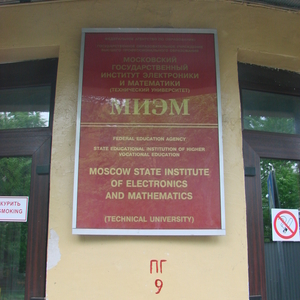 МОСКОВСКИЙ
ГОСУДАРСТВЕННЫЙ
ИНСТИТУТ ЭЛЕКТРОНИКИ
И МАТЕМАТИКИ
(ТЕХНИЧЕСКИЙ УНИВЕРСИТЕТ)
МИЭМ
FEDERAL EDUCATION AGENCY
STATE EDUCATIONAL INSTITUTION OF HIGHER
VOCATIONAL EDUCATION
MOSCOW STATE INSTITUTE
OF ELECTRONICS
AND MATHEMATICS
(TECHNICAL UNIVERSITY)
КУРИТЬ
SMOKING
ПГ
9